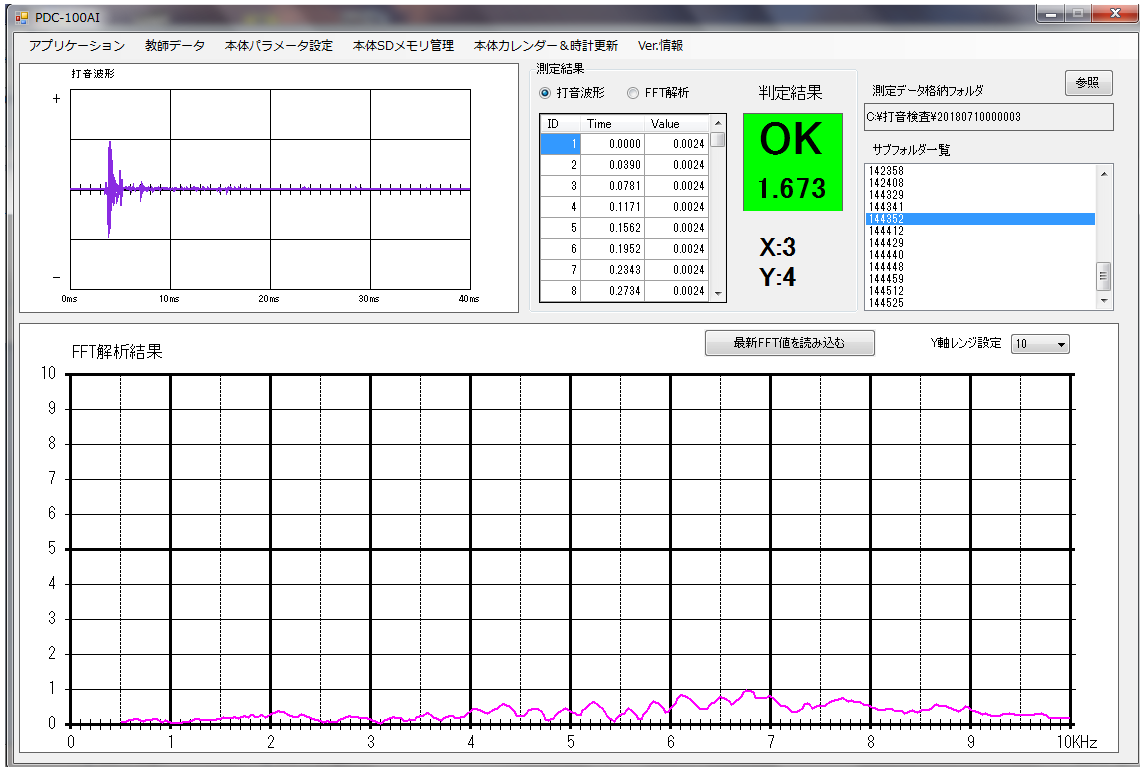 PDC-100AI
アプリケーション 教師データ 本体パラメータ設定 本体SDメモリ管理 本体カレンダー＆時計更新 Ver.情報
打音波形
+
−
0ms 10ms 20ms 30ms 40ms
測定結果
打音波形 FFT解析
ID Time Value
1 0.0000 0.0024
2 0.0390 0.0024
3 0.0781 0.0024
4 0.1171 0.0024
5 0.1562 0.0024
6 0.1952 0.0024
7 0.2343 0.0024
8 0.2734 0.0024
判定結果
OK
1.673
X:3
Y:4
測定データ格納フォルダ 参照
C:¥打音検査¥20180710000003
サブフォルダ一覧
142358
142408
144329
144341
144352
144412
144429
144440
144448
144459
144512
144525
FFT解析結果
最新FFT値を読み込む
Y軸レンジ設定 10
10
9
8
7
6
5
4
3
2
1
0
0 1 2 3 4 5 6 7 8 9 10KHz